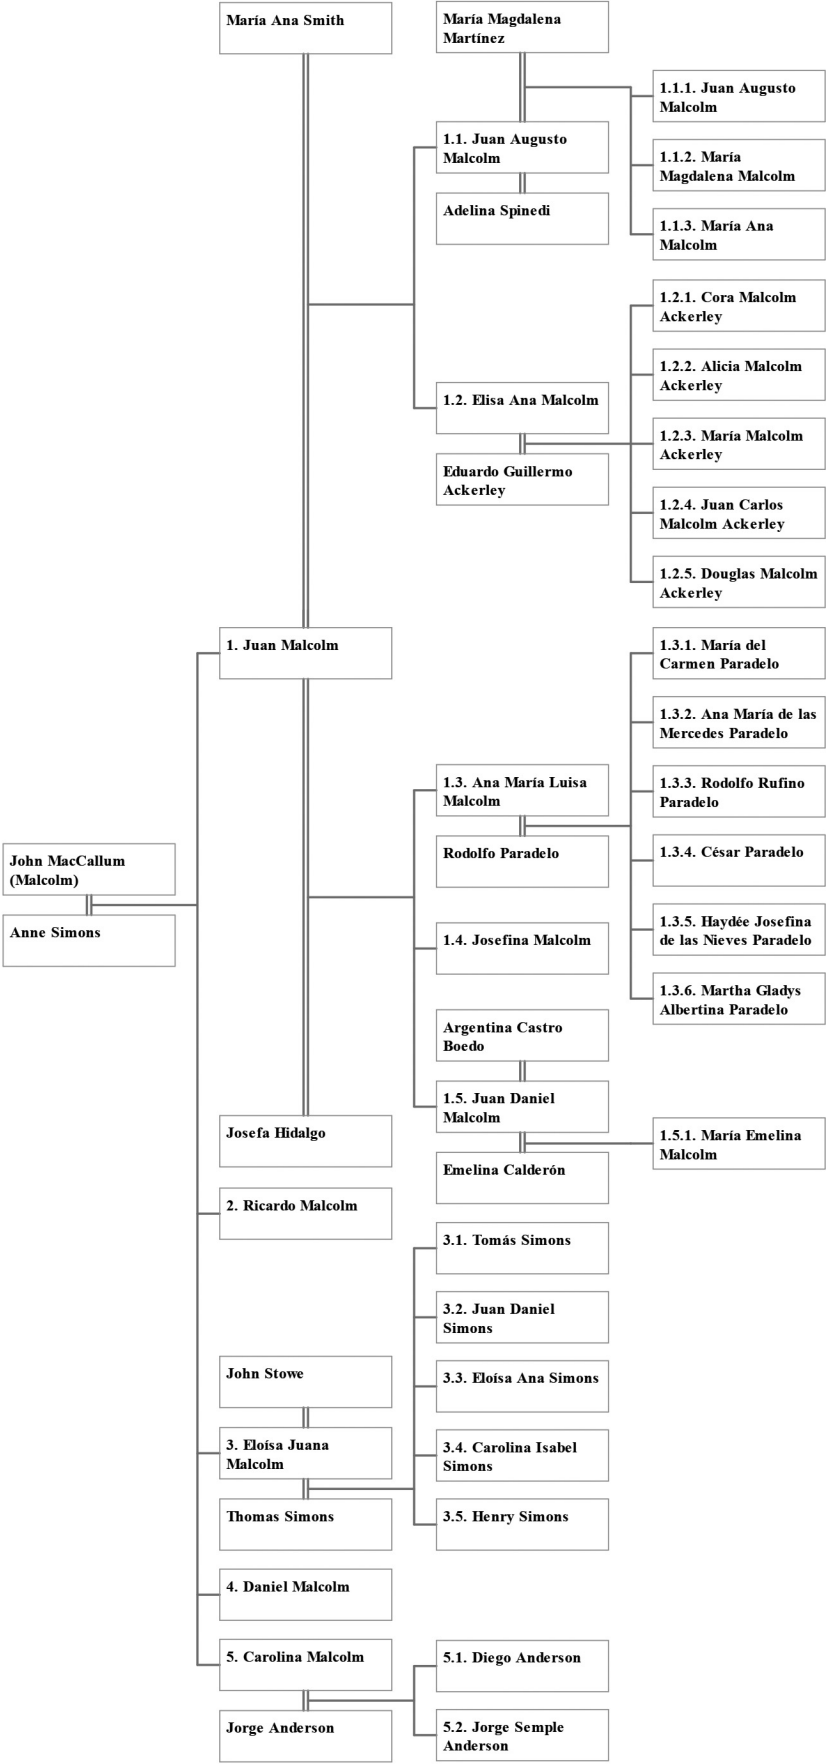 John MacCallum
(Malcolm)
Anne Simons
María Ana Smith
1. Juan Malcolm
Josefa Hidalgo
2. Ricardo Malcolm
John Stowe
3. Eloísa Juana
Malcolm
Thomas Simons
4. Daniel Malcolm
5. Carolina Malcolm
Jorge Anderson
María Magdalena
Martínez
1.1. Juan Augusto
Malcolm
Adelina Spinedi
1.2. Elisa Ana Malcolm
Eduardo Guillermo
Ackerley
1.3. Ana María Luisa
Malcolm
Rodolfo Paradelo
1.4. Josefina Malcolm
Argentina Castro
Boedo
1.5. Juan Daniel
Malcolm
Emelina Calderón
3.1. Tomás Simons
3.2. Juan Daniel
Simons
3.3. Eloísa Ana Simons
3.4. Carolina Isabel
Simons
3.5. Henry Simons
5.1. Diego Anderson
5.2. Jorge Semple
Anderson
1.1.1. Juan Augusto
Malcolm
1.1.2. María
Magdalena Malcolm
1.1.3. María Ana
Malcolm
1.2.1. Cora Malcolm
Ackerley
1.2.2. Alicia Malcolm
Ackerley
1.2.3. María Malcolm
Ackerley
1.2.4. Juan Carlos
Malcolm Ackerley
1.2.5. Douglas Malcolm
Ackerley
1.3.1. María del
Carmen Paradelo
1.3.2. Ana María de las
Mercedes Paradelo
1.3.3. Rodolfo Rufino
Paradelo
1.3.4. César Paradelo
1.3.5. Haydée Josefina
de las Nieves Paradelo
1.3.6. Martha Gladys
Albertina Paradelo
1.5.1. María Emelina
Malcolm